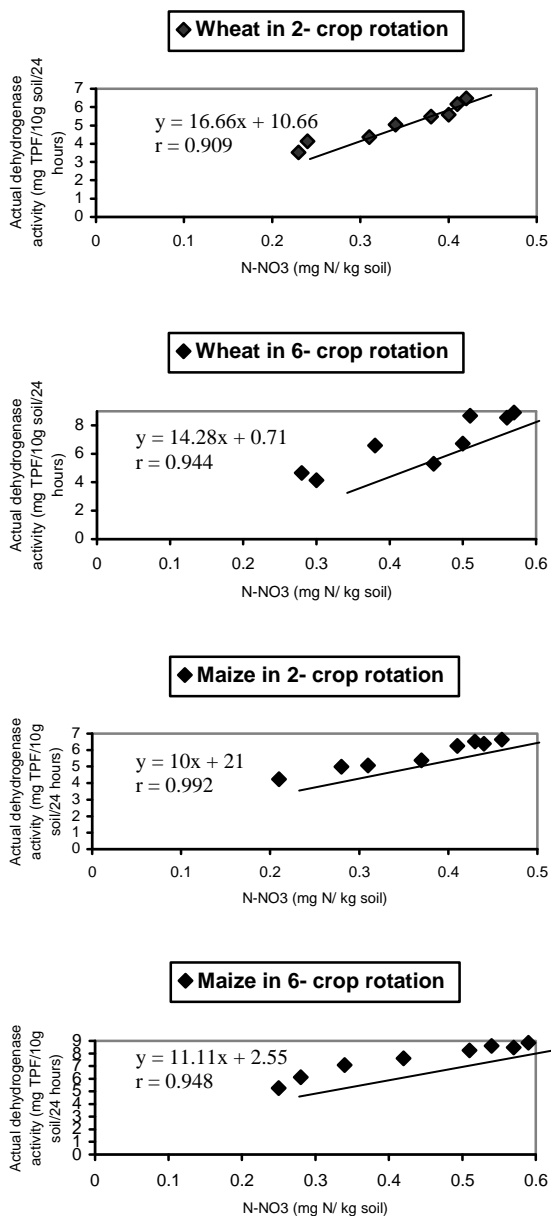 Wheat in 2- crop rotation
Actual dehydrogenase
activity (mg TPF/10g soil/24
hours)
7
6
5
4
3
2
1
0
y = 16.66x + 10.66
r = 0.909
0 0.1 0.2 0.3 0.4 0.5
N-NO3 (mg N/ kg soil)
Wheat in 6- crop rotation
Actual dehydrogenase
activity (mg TPF/10g soil/24
hours)
8
6
4
2
0
y = 14.28x + 0.71
r = 0.944
0 0.1 0.2 0.3 0.4 0.5 0.6
N-NO3 (mg N/ kg soil)
Maize in 2- crop rotation
Actual dehydrogenase
activity (mg TPF/10g
soil/24 hours)
7
6
5
4
3
2
1
0
y = 10x + 21
r = 0.992
0 0.1 0.2 0.3 0.4 0.5
N-NO3 (mg N/ kg soil)
Maize in 6- crop rotation
Actual dehydrogenase
activity (mg TPF/10g
soil/24 hours)
9
8
7
6
5
4
3
2
1
0
y = 11.11x + 2.55
r = 0.948
0 0.1 0.2 0.3 0.4 0.5 0.6
N-NO3 (mg N/ kg soil)